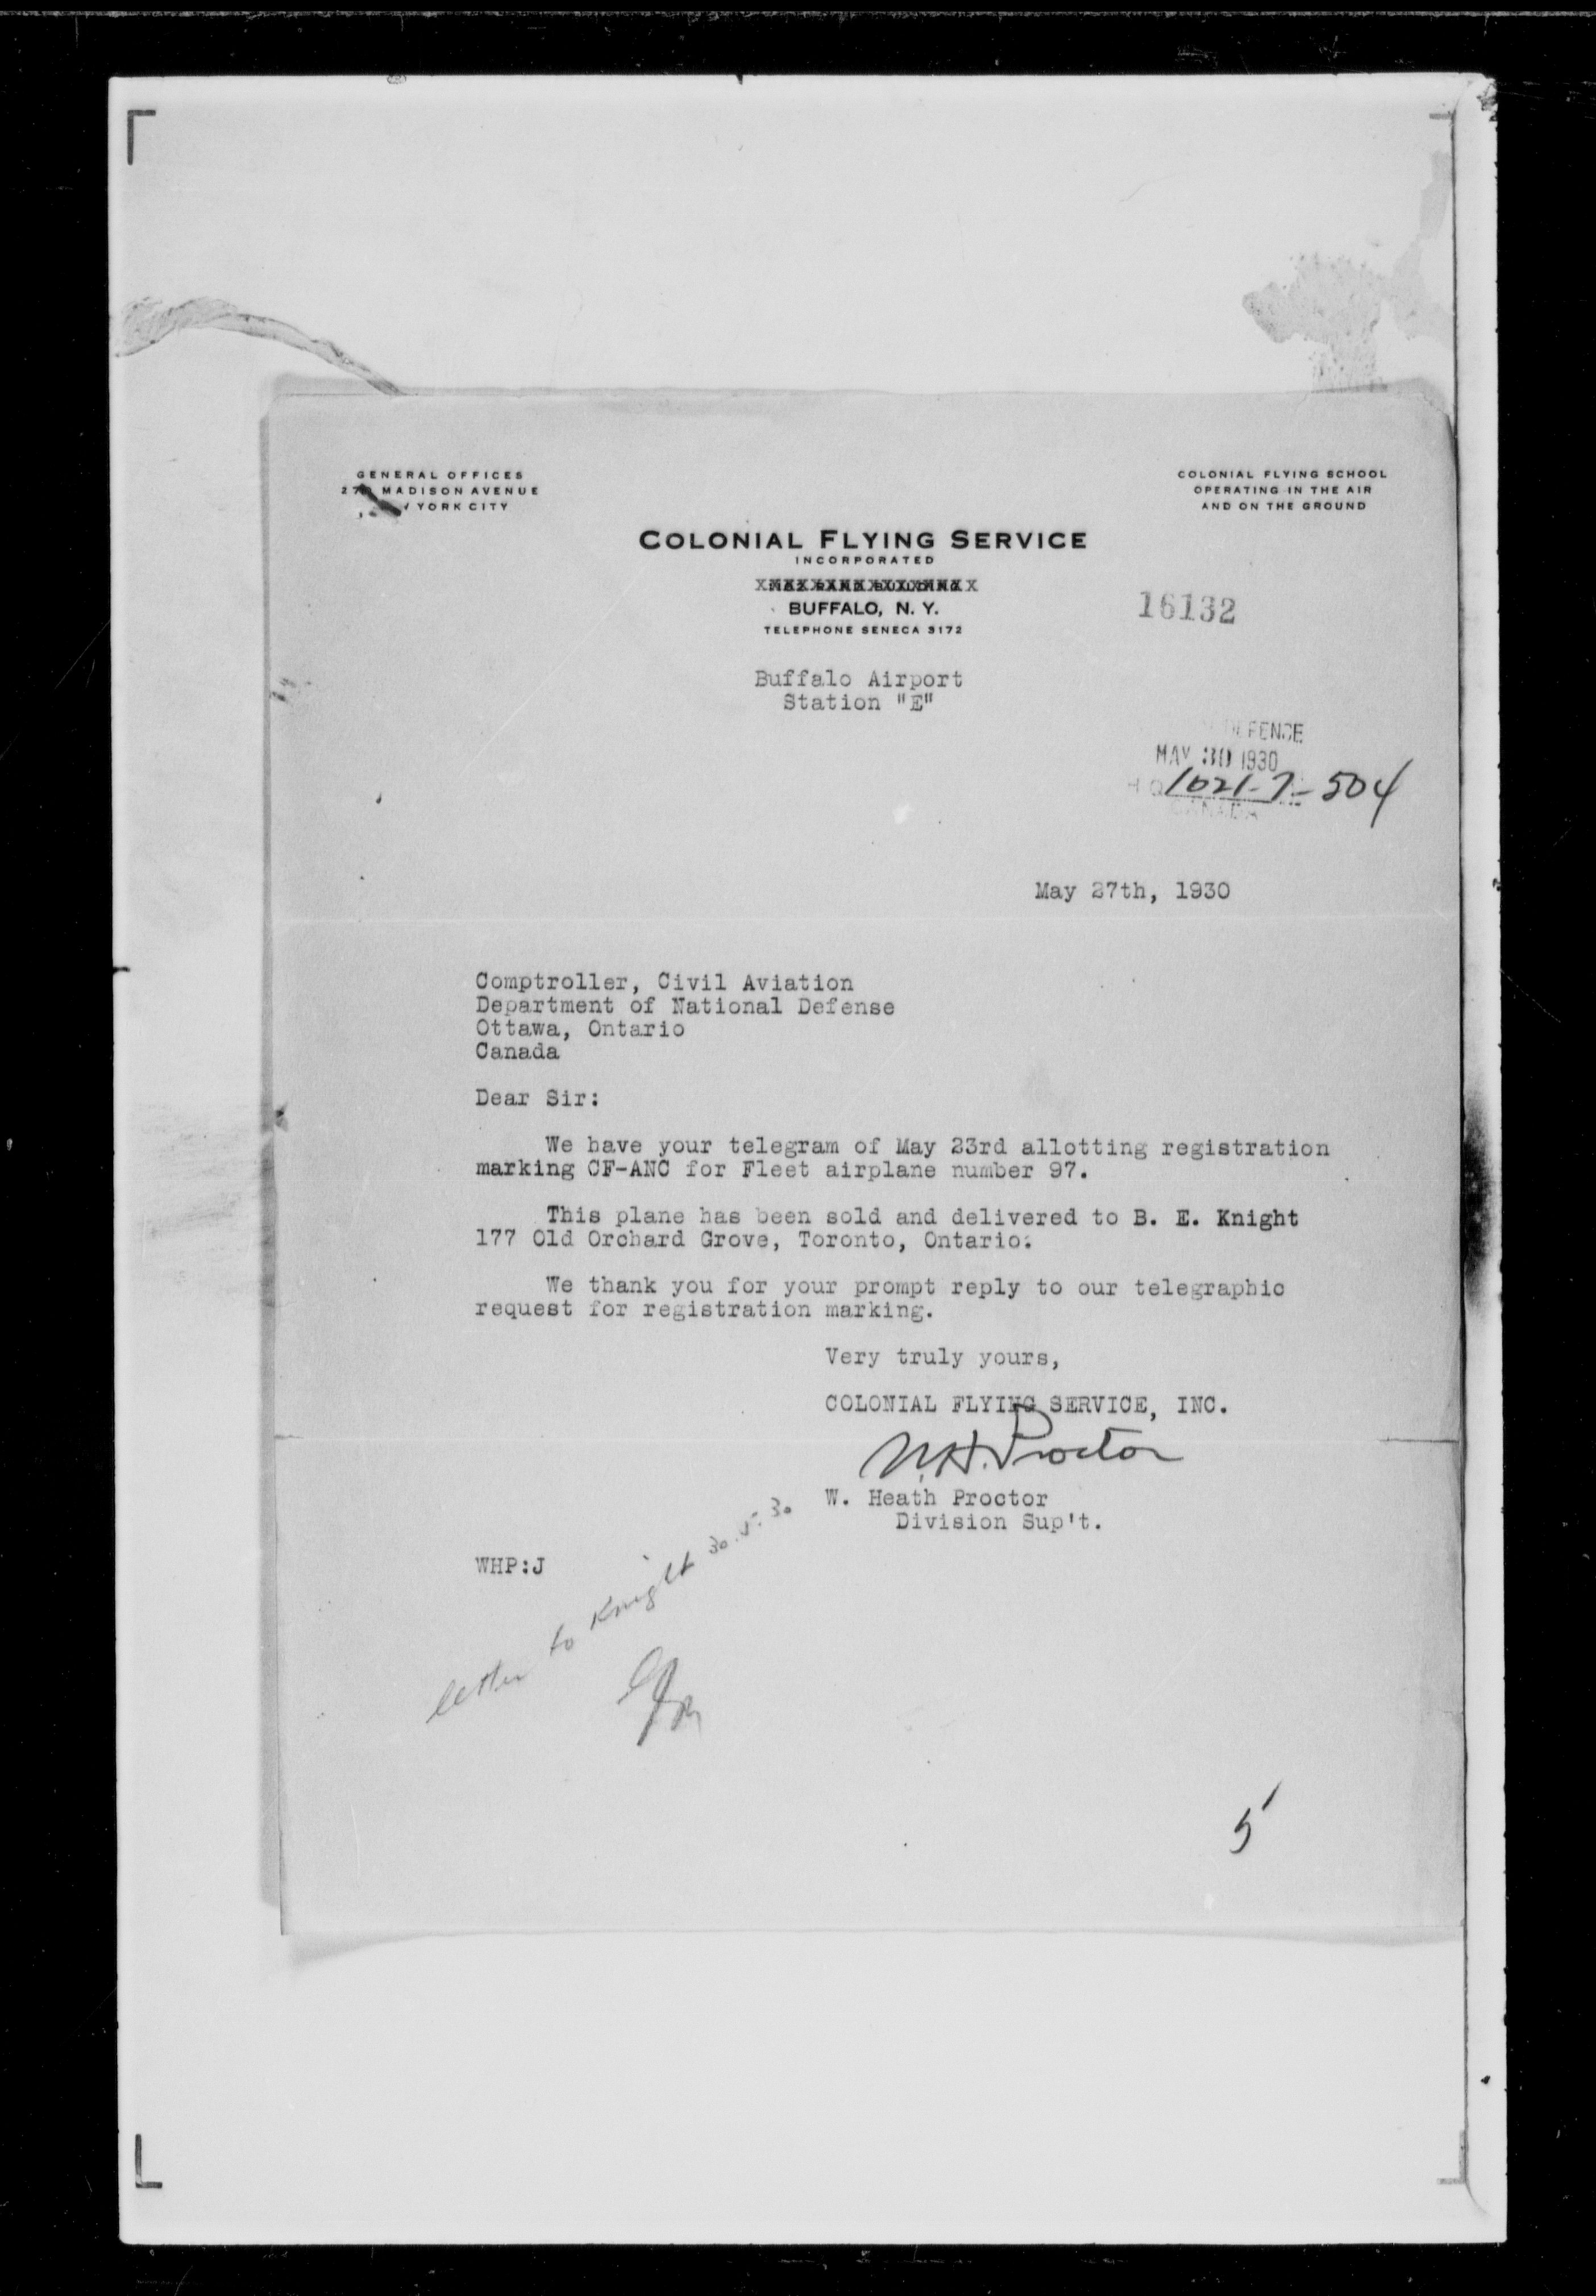 GENERAL OFFICES
MADISON AVENUE
YORK CITY
COLONIAL FLYING SCHOOL
OPERATING IN THE AIR
AND ON THE GROUND
COLONIAL FLYING SERVICE
INCORPORATED
BUFFALO, N. Y.
TELEPHONE SENECA 3172
16132
Buffalo Airport
Station "E"
DEFENCE
MAY 30 1930
H Q 1021-7-504
CANADA
May 27th, 1930
Comptroller, Civil Aviation
Department of National Defense
Ottawa, Ontario
Canada
Dear Sir:
We have your telegram of May 23rd allotting registration
marking CF-ANC for Fleet airplane number 97.
This plane has been sold and delivered to B. E. Knight
177 Old Orchard Grove, Toronto, Ontario.
We thank you for your prompt reply to our telegraphic
request for registration marking.
Very truly yours,
COLONIAL FLYING SERVICE, INC.
W.H. Proctor
W. Heath Proctor
Division Sup't.
WHP:J
letter to Knight 30.5.30
5